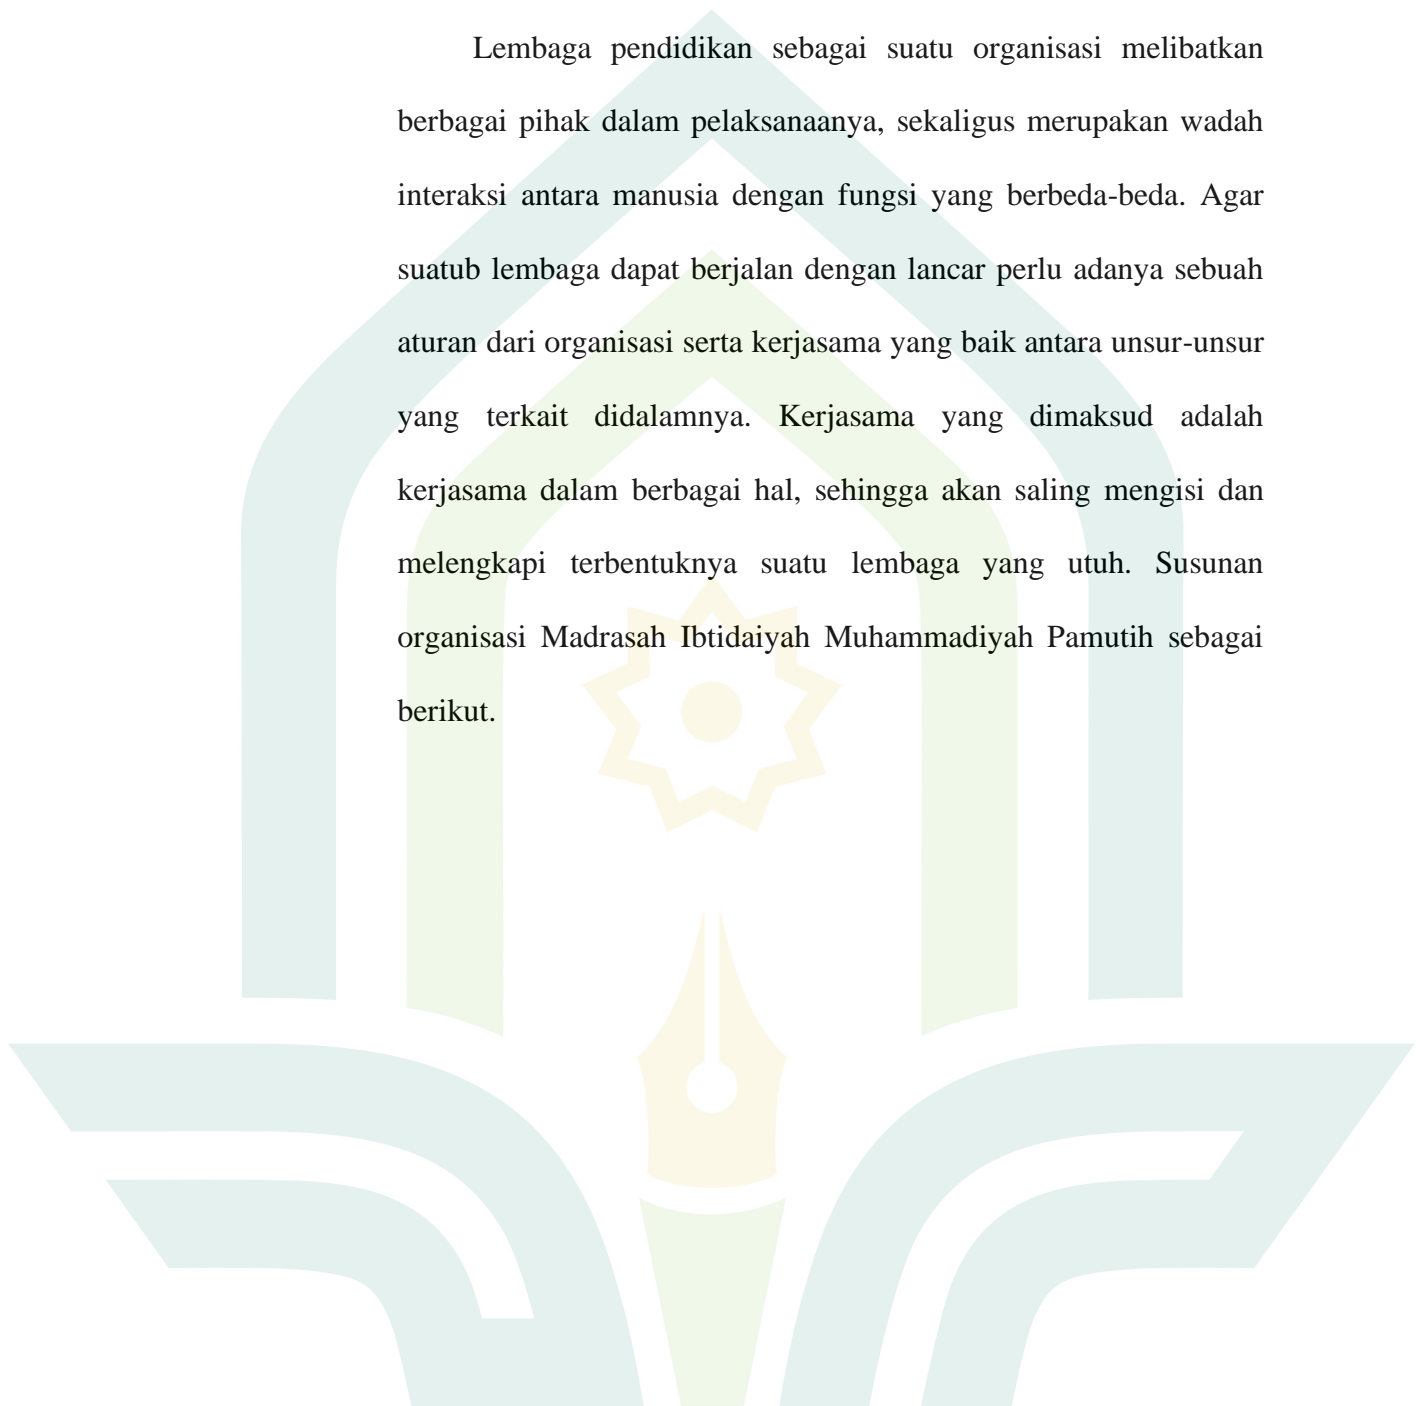 Lembaga pendidikan sebagai suatu organisasi melibatkan
berbagai pihak dalam pelaksanaanya, sekaligus merupakan wadah
interaksi antara manusia dengan fungsi yang berbeda-beda. Agar
suatub lembaga dapat berjalan dengan lancar perlu adanya sebuah
aturan dari organisasi serta kerjasama yang baik antara unsur-unsur
yang terkait didalamnya. Kerjasama yang dimaksud adalah
kerjasama dalam berbagai hal, sehingga akan saling mengisi dan
melengkapi terbentuknya suatu lembaga yang utuh. Susunan
organisasi Madrasah Ibtidaiyah Muhammadiyah Pamutih sebagai
berikut.